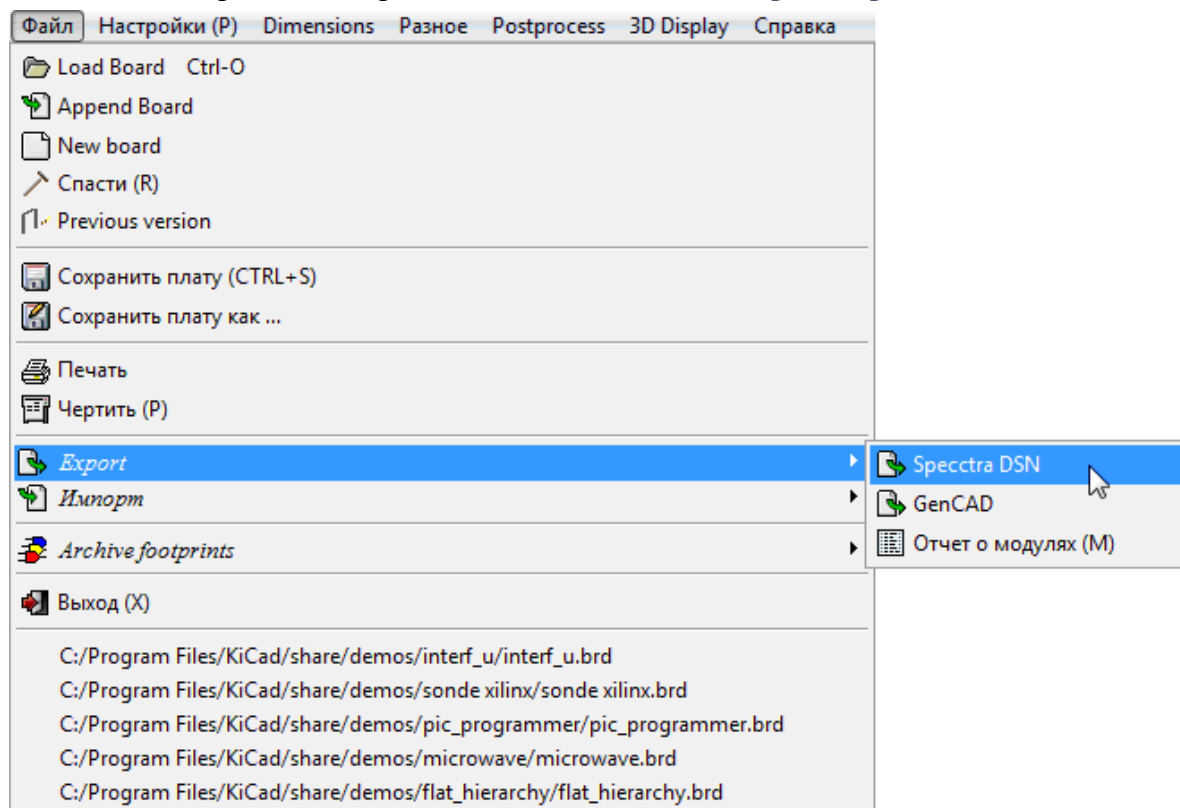 Файл Настройки (P) Dimensions Разное Postprocess 3D Display Справка
Load Board Ctrl-O
Append Board
New board
Спасти (R)
Previous version
Сохранить плату (CTRL+S)
Сохранить плату как ...
Печать
Чертить (P)
Export
Specctra DSN
Импорт
GenCAD
Archive footprints
Отчет о модулях (M)
Выход (X)
C:/Program Files/KiCad/share/demos/interf_u/interf_u.brd
C:/Program Files/KiCad/share/demos/sonde xilinx/sonde xilinx.brd
C:/Program Files/KiCad/share/demos/pic_programmer/pic_programmer.brd
C:/Program Files/KiCad/share/demos/microwave/microwave.brd
C:/Program Files/KiCad/share/demos/flat_hierarchy/flat_hierarchy.brd